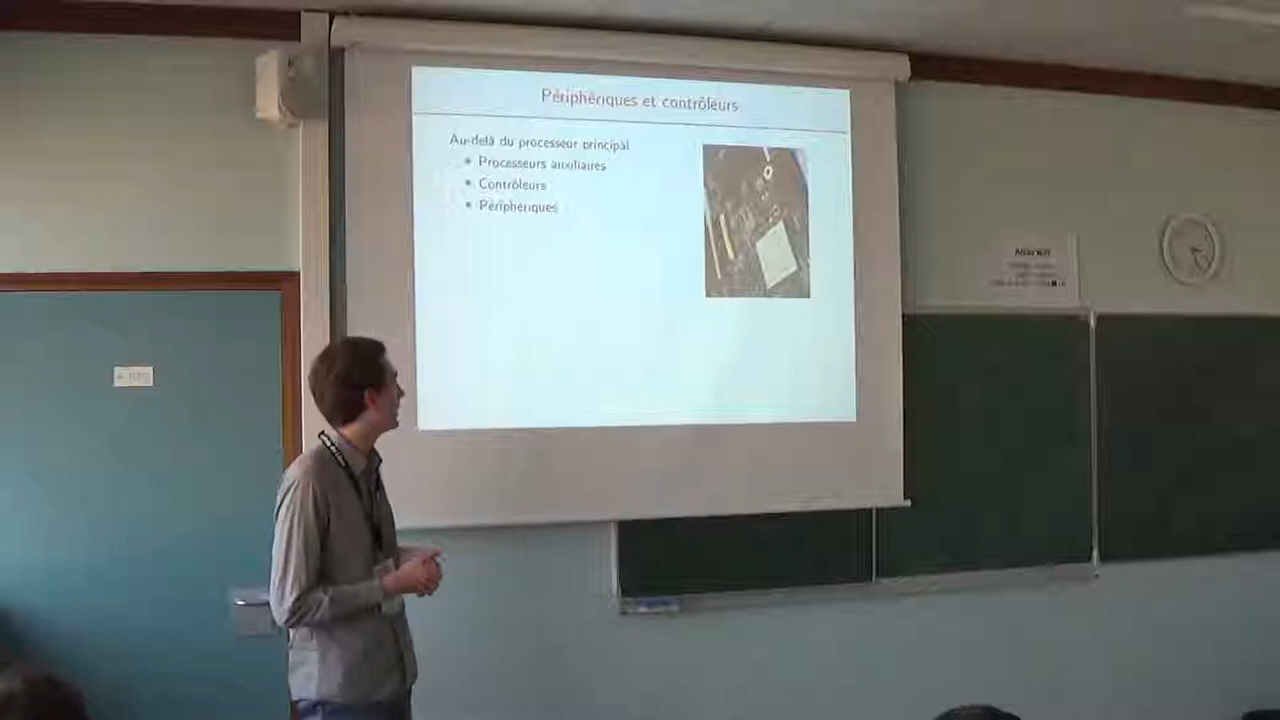 Périphériques et contrôleurs
Au-delà du processeur principal
Processeurs auxiliaires
Contrôleurs
Périphériques